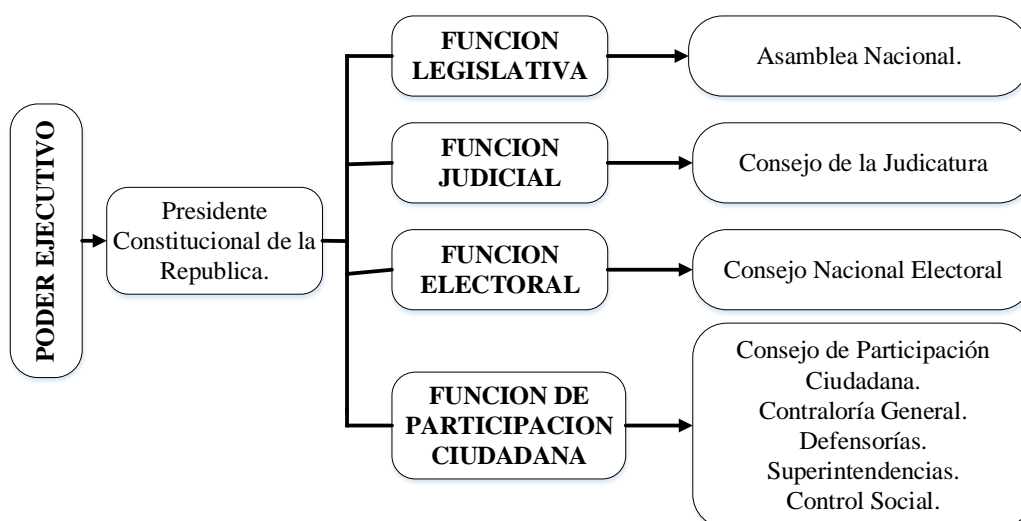 PODER EJECUTIVO
Presidente
Constitucional de la
Republica.
FUNCION
LEGISLATIVA
Asamblea Nacional.
FUNCION
JUDICIAL
Consejo de la Judicatura
FUNCION
ELECTORAL
Consejo Nacional Electoral
FUNCION DE
PARTICIPACION
CIUDADANA
Consejo de Participación
Ciudadana.
Contraloría General.
Defensorías.
Superintendencias.
Control Social.